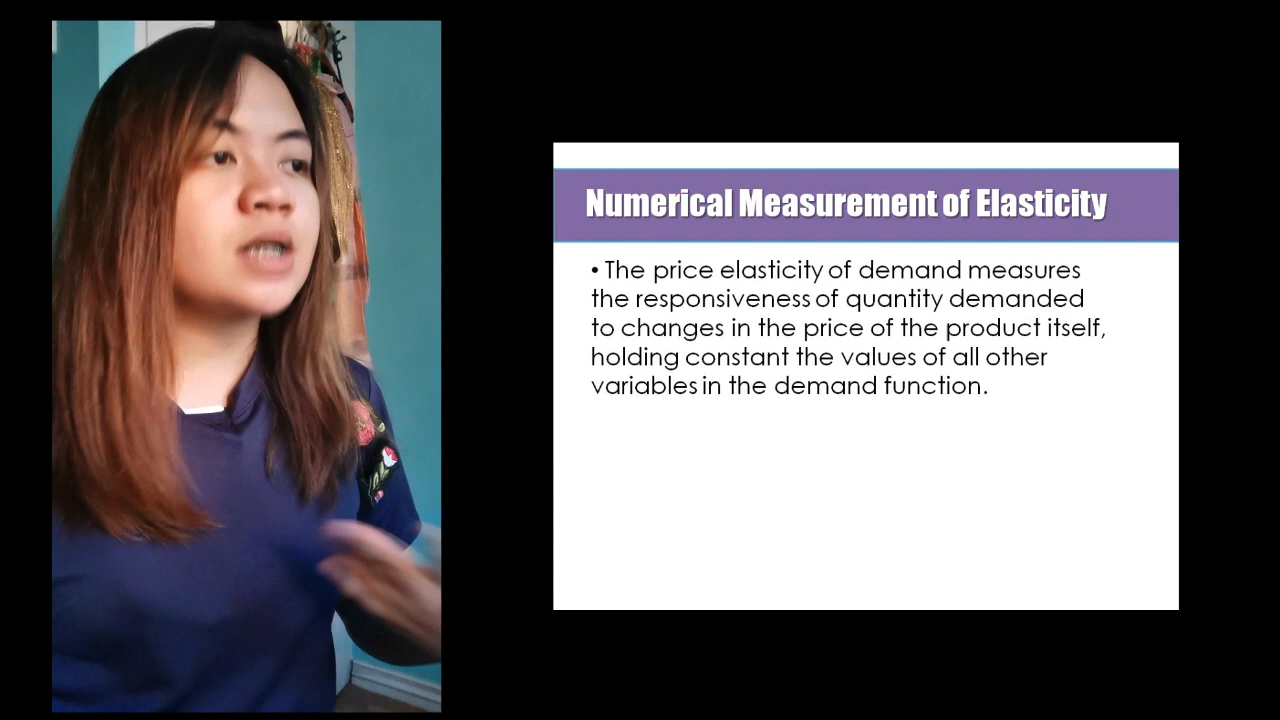 Numerical Measurement of Elasticity
• The price elasticity of demand measures
the responsiveness of quantity demanded
to changes in the price of the product itself,
holding constant the values of all other
variables in the demand function.